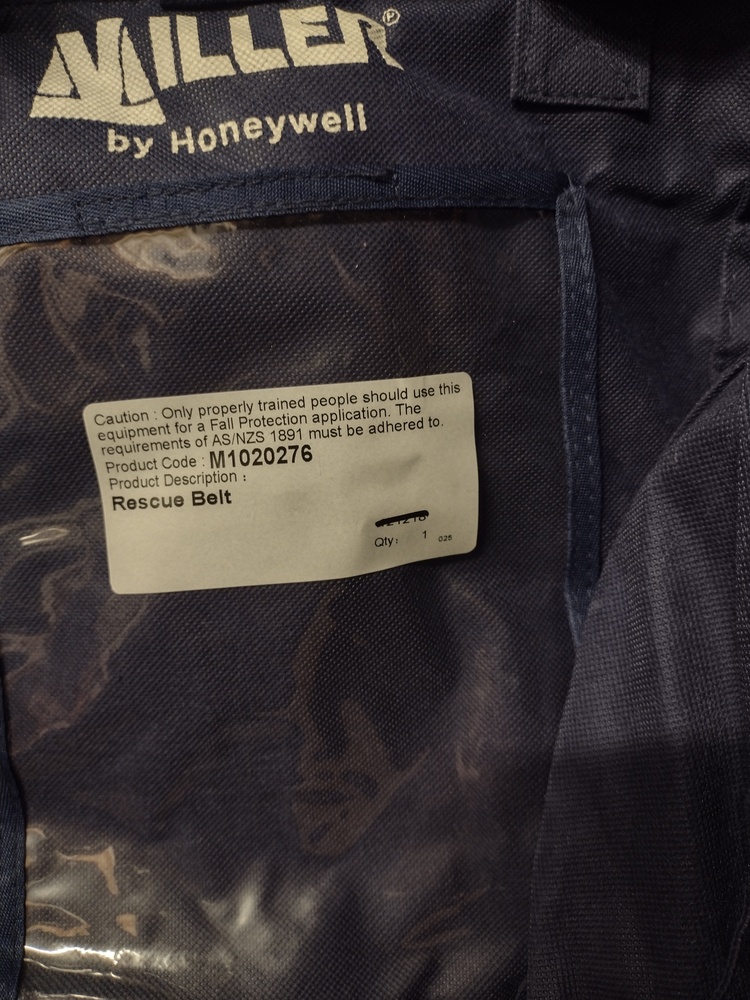 MILLER®
by Honeywell
Caution : Only properly trained people should use this
equipment for a Fall Protection application. The
requirements of AS/NZS 1891 must be adhered to.
Product Code : M1020276
Product Description :
Rescue Belt
Qty: 1 025